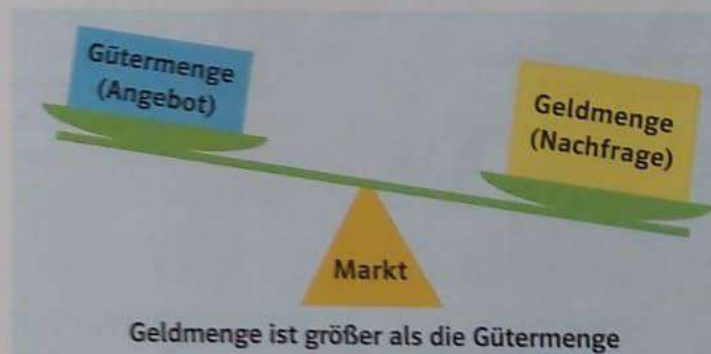 Gütermenge
(Angebot)
Geldmenge
(Nachfrage)
Markt
Geldmenge ist größer als die Gütermenge